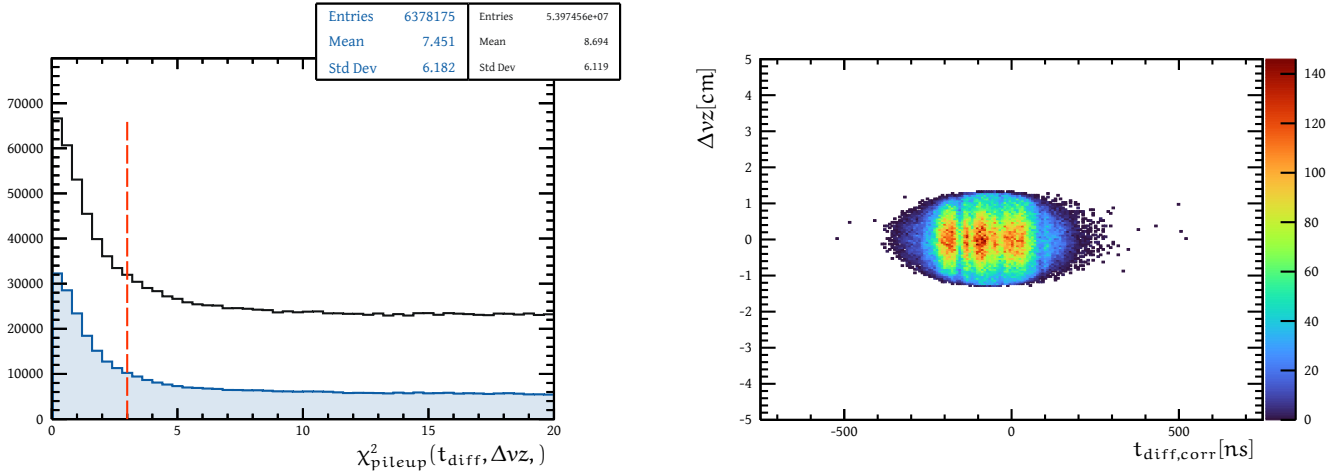 Entries 6378175
Mean 7.451
Std Dev 6.182
Entries 5.397456e+07
Mean 8.694
Std Dev 6.119
70000
60000
50000
40000
30000
20000
10000
0
0 5 10 15 20
χ²pileup(tdiff, Δvz,)
Δvz[cm]
5
4
3
2
1
0
-1
-2
-3
-4
-5
-500 0 500
tdiff,corr[ns]
140
120
100
80
60
40
20
0